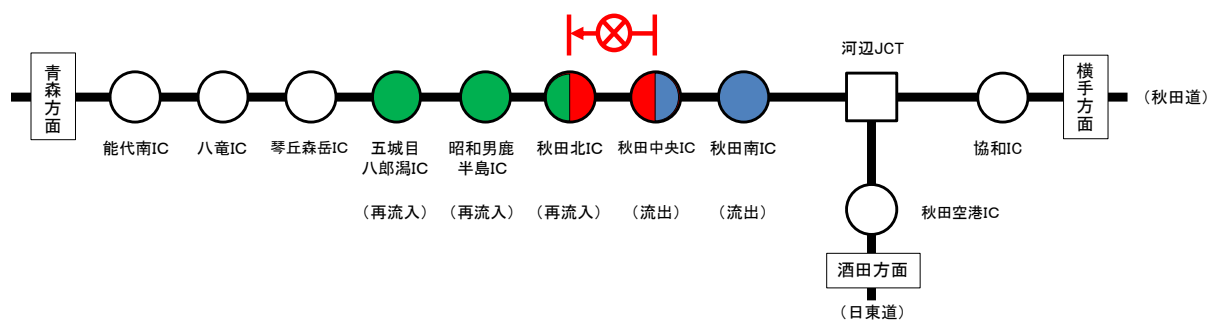 河辺JCT
青森方面
横手方面
（秋田道）
能代南IC
八竜IC
琴丘森岳IC
五城目
八郎潟IC
昭和男鹿
半島IC
秋田北IC
秋田中央IC
秋田南IC
協和IC
（再流入）
（再流入）
（再流入）
（流出）
（流出）
秋田空港IC
酒田方面
（日東道）